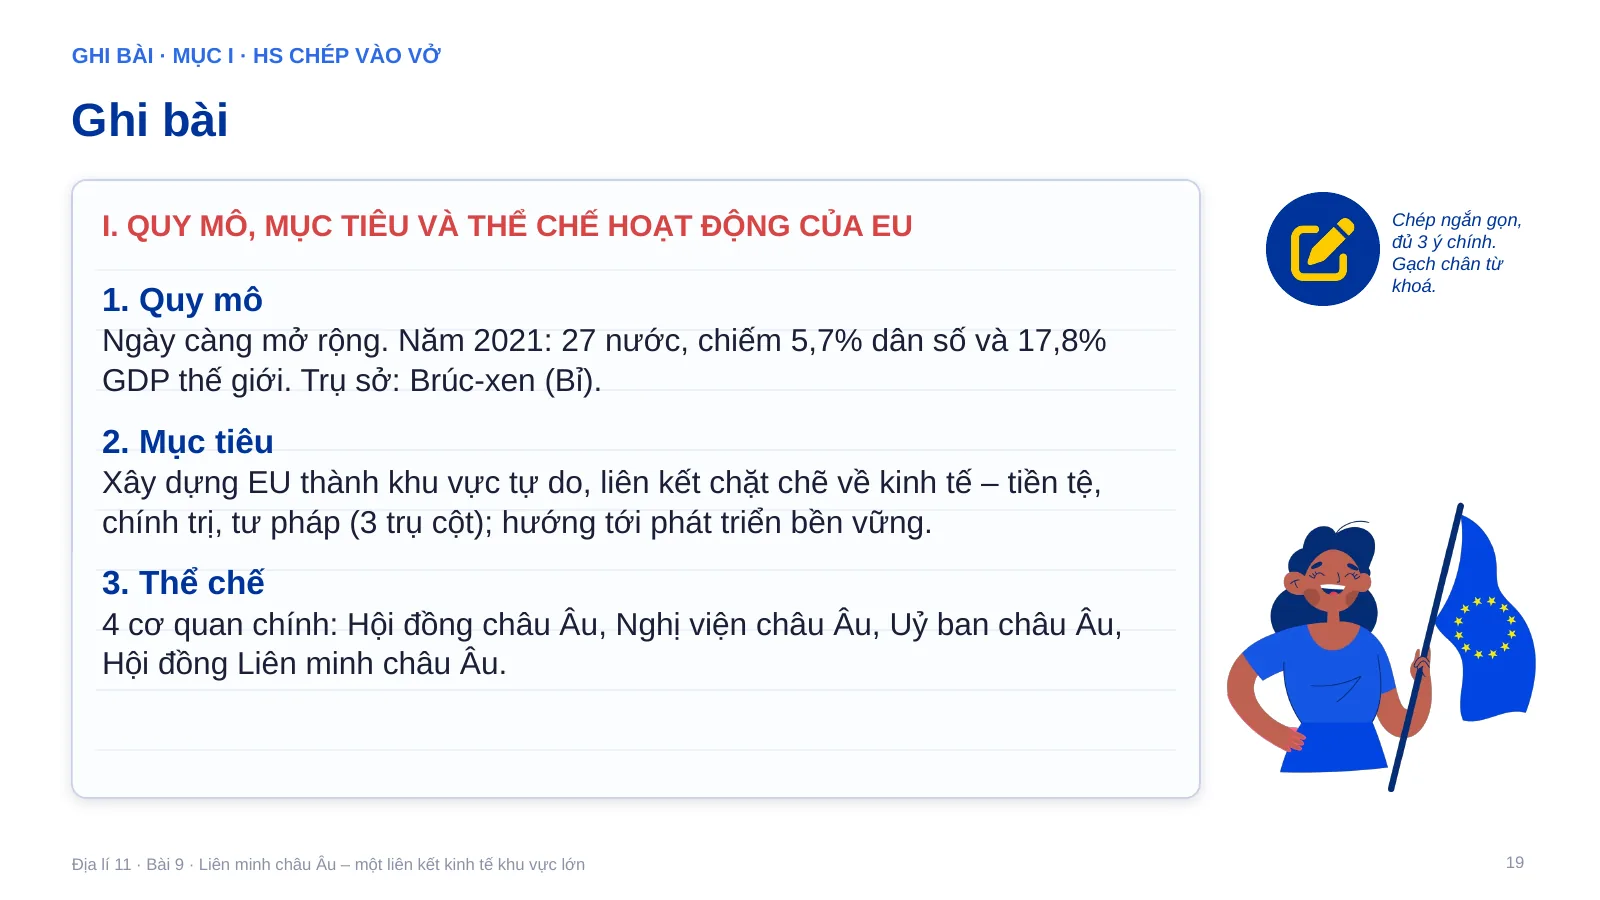 GHI BÀI · MỤC I · HS CHÉP VÀO VỞ
Ghi bài
I. QUY MÔ, MỤC TIÊU VÀ THỂ CHẾ HOẠT ĐỘNG CỦA EU
1. Quy mô
Ngày càng mở rộng. Năm 2021: 27 nước, chiếm 5,7% dân số và 17,8%
GDP thế giới. Trụ sở: Brúc-xen (Bỉ).
2. Mục tiêu
Xây dựng EU thành khu vực tự do, liên kết chặt chẽ về kinh tế – tiền tệ,
chính trị, tư pháp (3 trụ cột); hướng tới phát triển bền vững.
3. Thể chế
4 cơ quan chính: Hội đồng châu Âu, Nghị viện châu Âu, Uỷ ban châu Âu,
Hội đồng Liên minh châu Âu.
Chép ngắn gọn,
đủ 3 ý chính.
Gạch chân từ
khoá.
Địa lí 11 · Bài 9 · Liên minh châu Âu – một liên kết kinh tế khu vực lớn
19